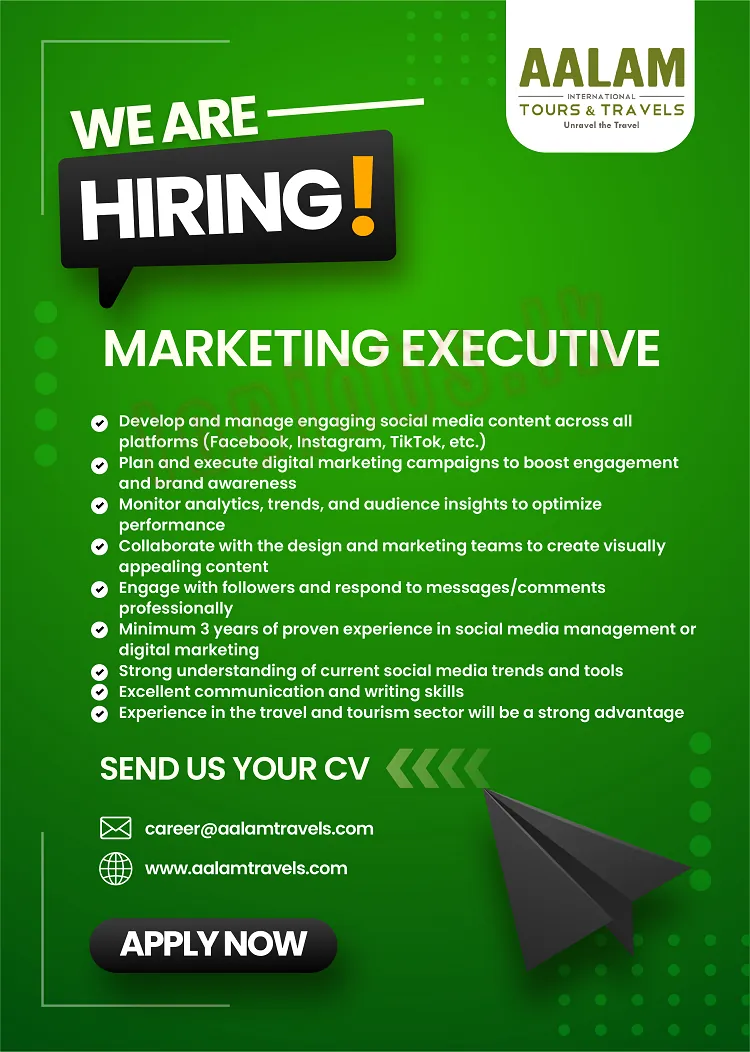 AALAM
INTERNATIONAL
TOURS & TRAVELS
Unravel the Travel
WE ARE
HIRING!
MARKETING EXECUTIVE
Develop and manage engaging social media content across all
platforms (Facebook, Instagram, TikTok, etc.)
Plan and execute digital marketing campaigns to boost engagement
and brand awareness
Monitor analytics, trends, and audience insights to optimize
performance
Collaborate with the design and marketing teams to create visually
appealing content
Engage with followers and respond to messages/comments
professionally
Minimum 3 years of proven experience in social media management or
digital marketing
Strong understanding of current social media trends and tools
Excellent communication and writing skills
Experience in the travel and tourism sector will be a strong advantage
SEND US YOUR CV
career@aalamtravels.com
www.aalamtravels.com
APPLY NOW